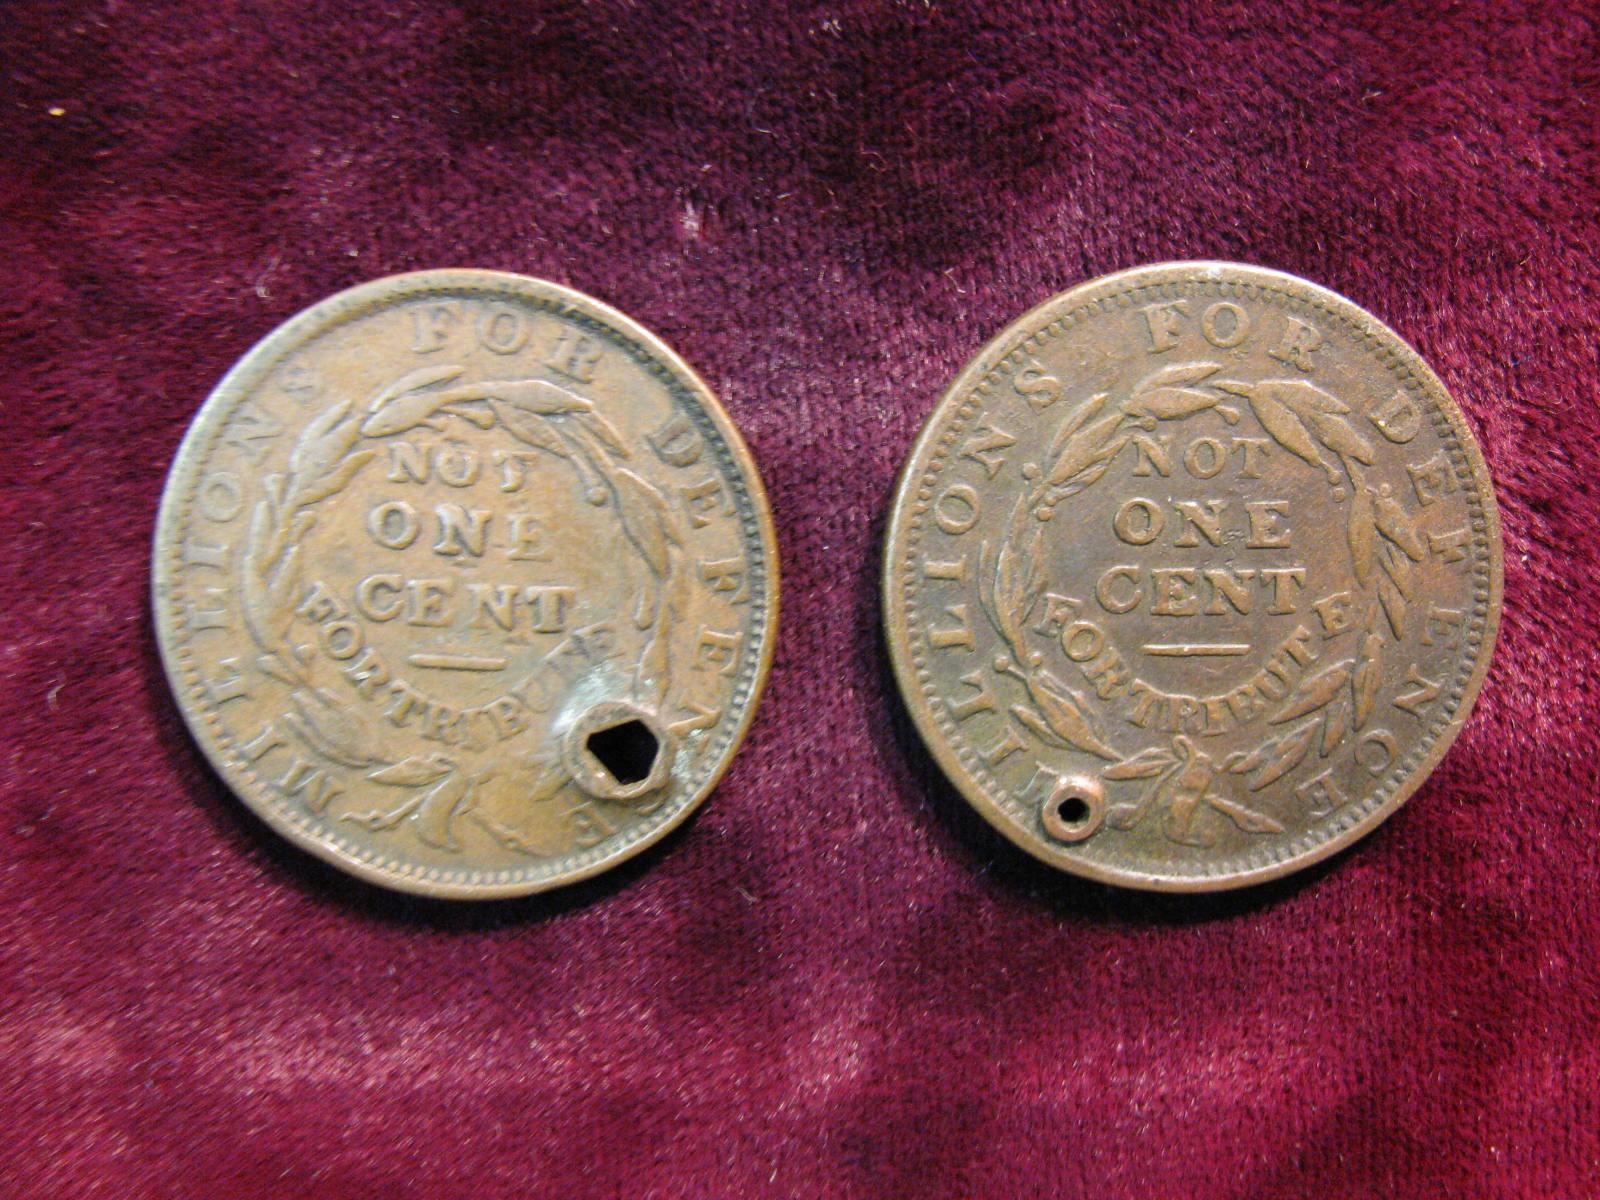 MILLIONS FOR DEFENCE
NOT
ONE
CENT
FOR TRIBUTE
MILLIONS FOR DEFENCE
NOT
ONE
CENT
FOR TRIBUTE